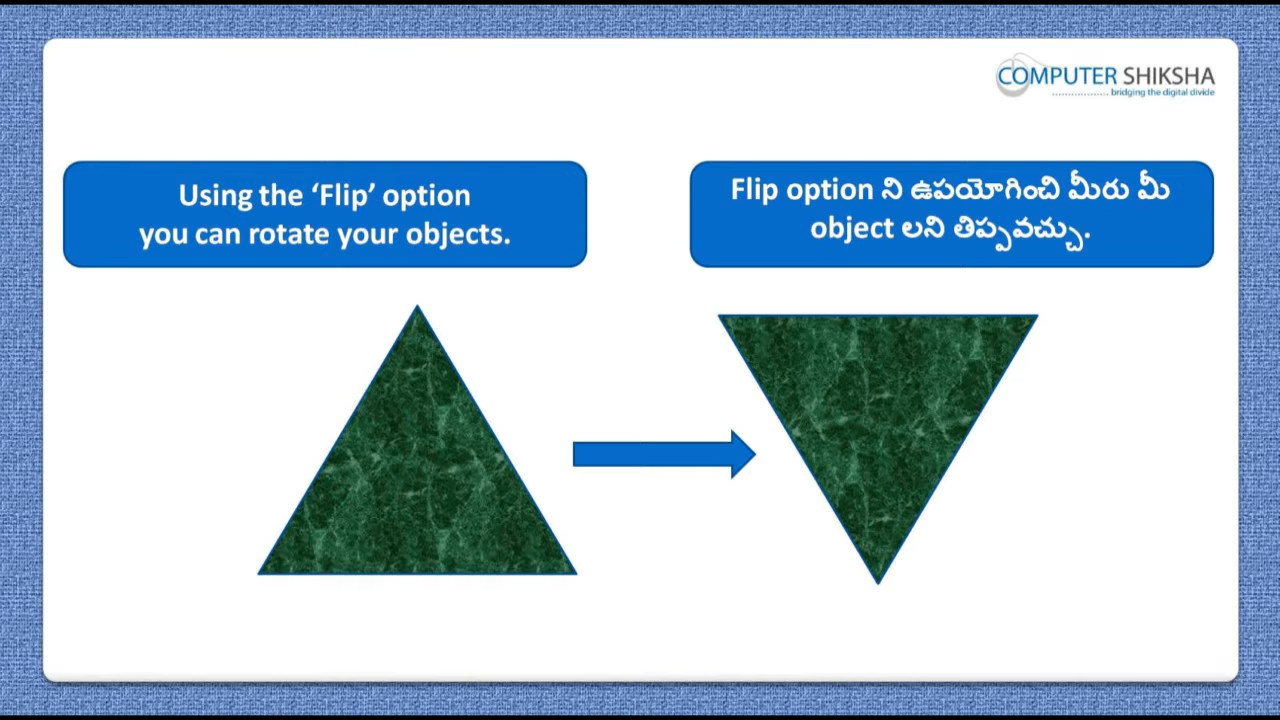 COMPUTER SHIKSHA
.................. bridging the digital divide
Using the ‘Flip’ option
you can rotate your objects.
Flip option ని ఉపయోగించి మీరు మీ
object లని తిప్పవచ్చు.